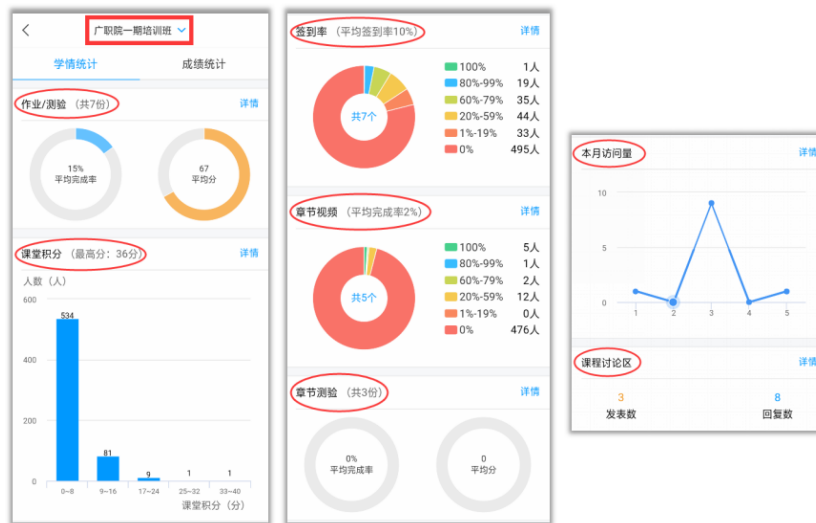 广职院一期培训班
学情统计 成绩统计
作业/测验 (共7份) 详情
15%
平均完成率
67
平均分
课堂积分 (最高分: 36分) 详情
人数 (人)
600
534
400
200
81
9
1
1
0
0~8 9~16 17~24 25~32 33~40
课堂积分 (分)
签到率 (平均签到率10%) 详情
共7个
100% 1人
80%-99% 19人
60%-79% 35人
20%-59% 44人
1%-19% 33人
0% 495人
章节视频 (平均完成率2%) 详情
共5个
100% 5人
80%-99% 1人
60%-79% 2人
20%-59% 12人
1%-19% 0人
0% 476人
章节测验 (共3份) 详情
0%
平均完成率
0
平均分
本月访问量 详情
10
5
0
1 2 3 4 5
课程讨论区 详情
3 8
发表数 回复数